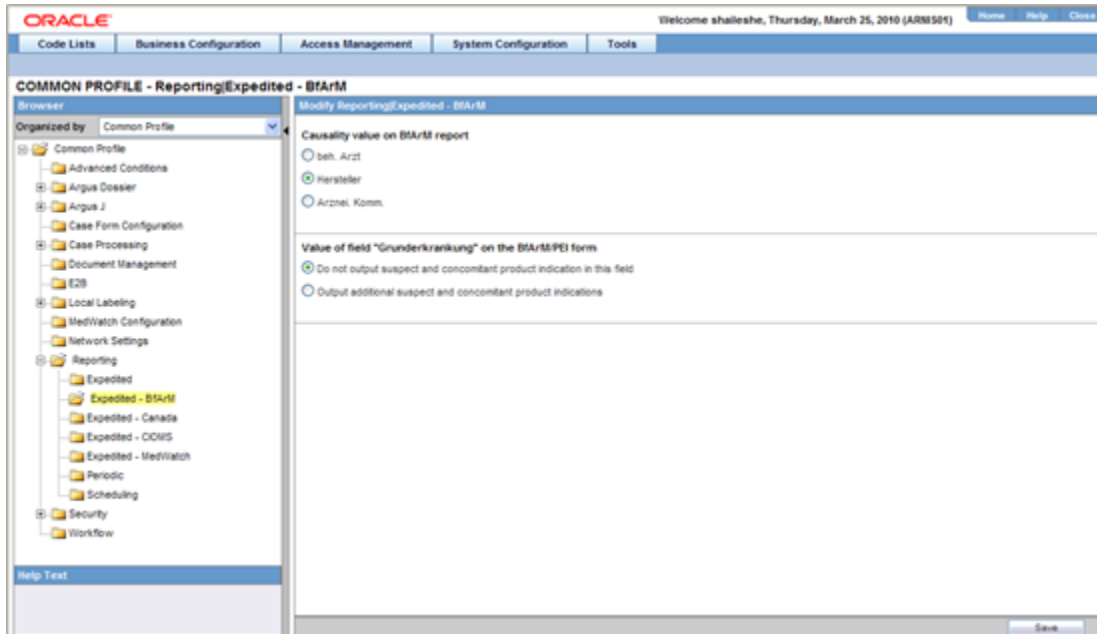 ORACLE
Welcome shaileshe, Thursday, March 25, 2010 (ARMIS01)
Home Help Close
Code Lists Business Configuration Access Management System Configuration Tools
COMMON PROFILE - Reporting|Expedited - BfArM
Browser
Organized by Common Profile
Common Profile
Advanced Conditions
Argus Dossier
Argus J
Case Form Configuration
Case Processing
Document Management
E2B
Local Labeling
MedWatch Configuration
Network Settings
Reporting
Expedited
Expedited - BfArM
Expedited - Canada
Expedited - CIOMS
Expedited - MedWatch
Periodic
Scheduling
Security
Workflow
Help Text
Modify Reporting|Expedited - BfArM
Causality value on BfArM report
beh. Arzt
Hersteller
Arznei. Komm.
Value of field "Grunderkrankung" on the BfArM/PEI form
Do not output suspect and concomitant product indication in this field
Output additional suspect and concomitant product indications
Save